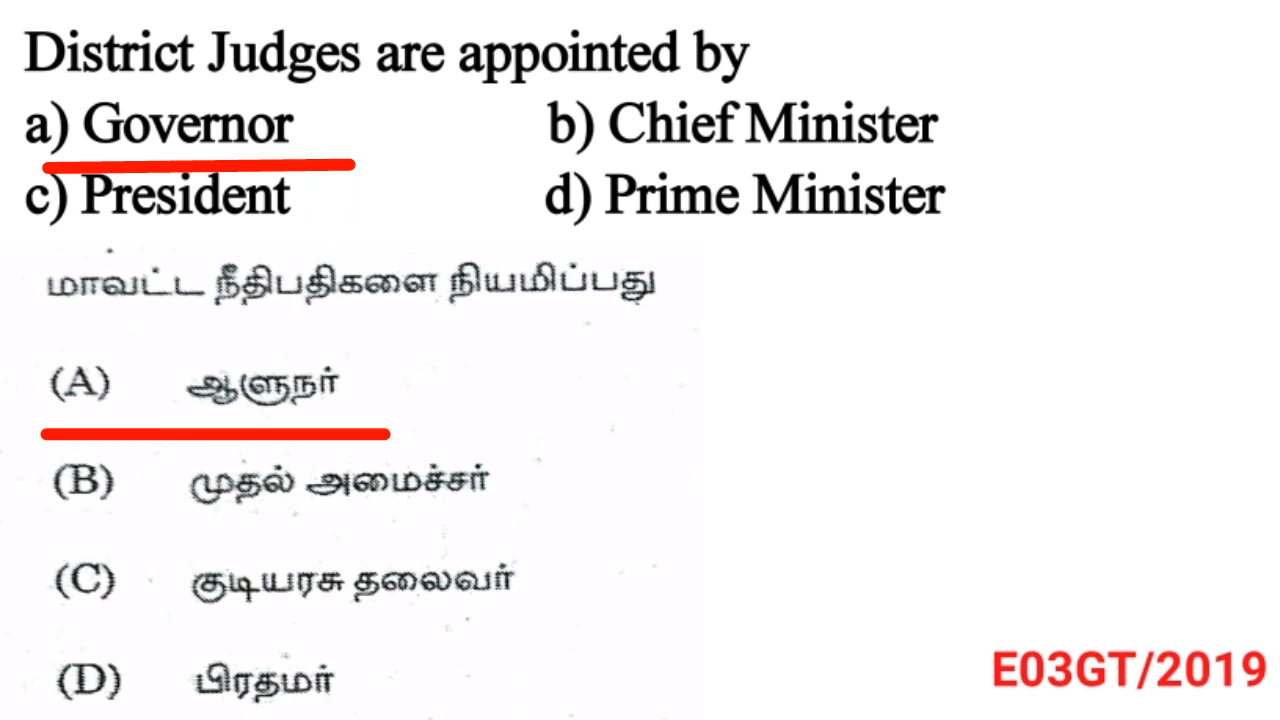 District Judges are appointed by
a) Governor b) Chief Minister
c) President d) Prime Minister
மாவட்ட நீதிபதிகளை நியமிப்பது
(A) ஆளுநர்
(B) முதல் அமைச்சர்
(C) குடியரசு தலைவர்
(D) பிரதமர்
E03GT/2019